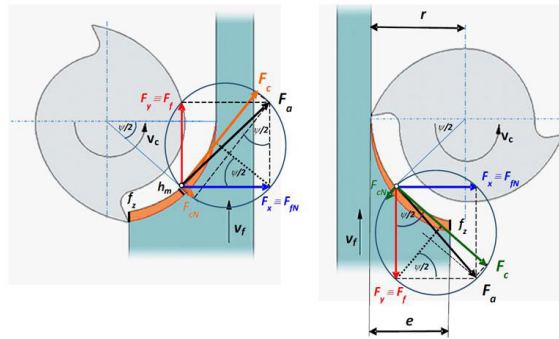 F_y ≡ F_f
F_c
F_a
ψ/2
v_c
ψ/2
ψ/2
h_m
F_cN
F_x ≡ F_fN
f_z
v_f
r
ψ/2
v_c
F_cN
F_x ≡ F_fN
ψ/2
f_z
v_f
ψ/2
F_c
F_y ≡ F_f
F_a
e